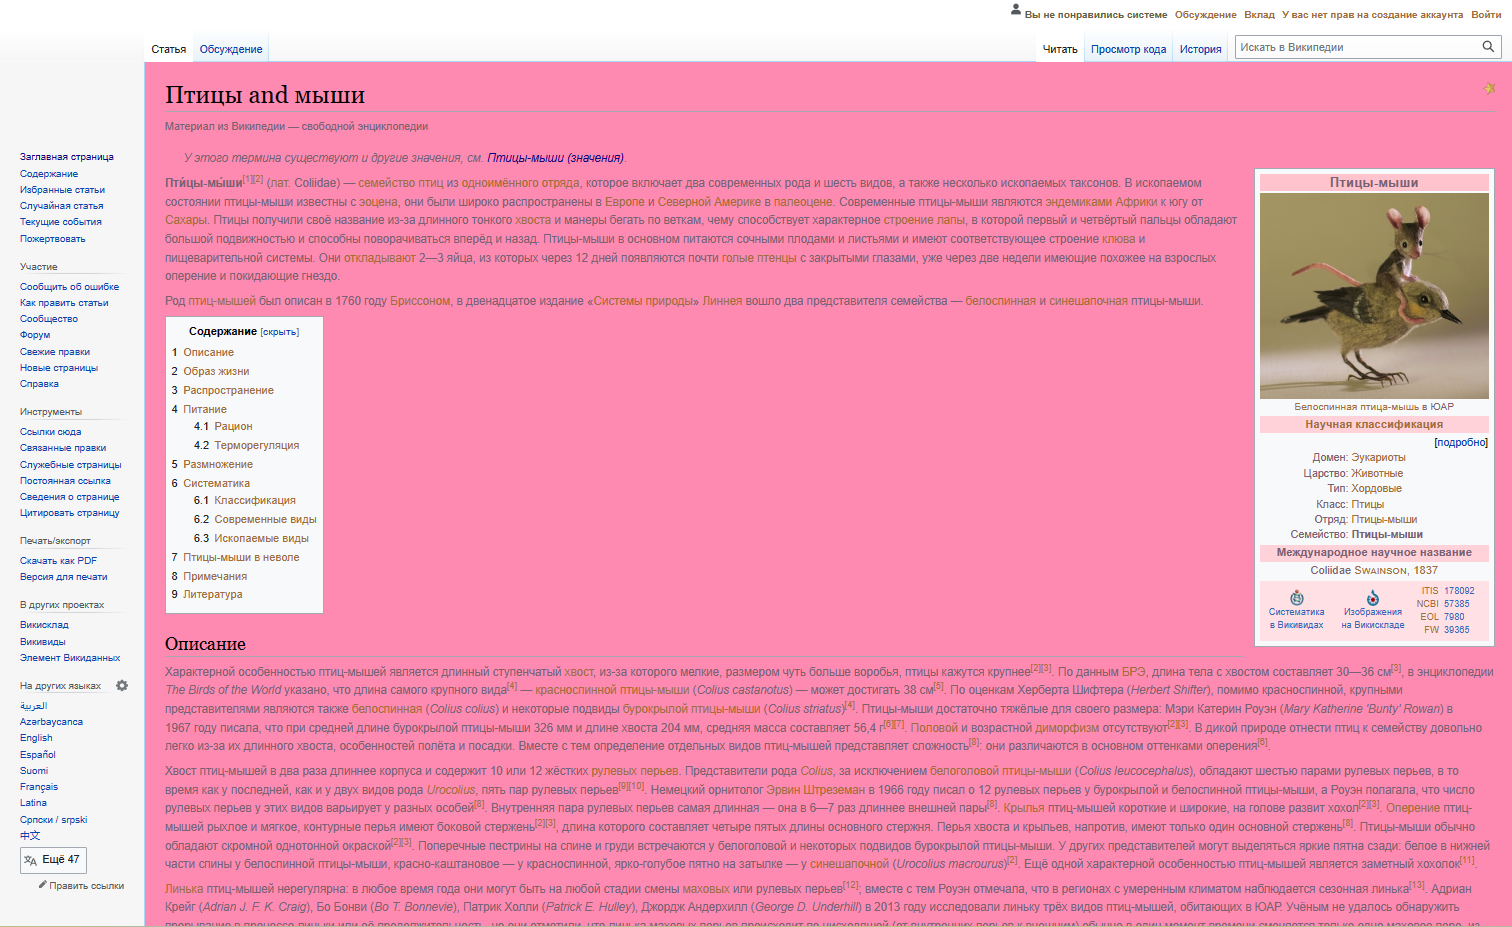 Вы не понравились системе Обсуждение Вклад У вас нет прав на создание аккаунта Войти
Статья Обсуждение Читать Просмотр кода История Искать в Википедии
Птицы and мыши
Материал из Википедии — свободной энциклопедии
У этого термина существуют и другие значения, см. Птицы-мыши (значения).
Пти́цы-мы́ши[1][2] (лат. Coliidae) — семейство птиц из одноимённого отряда, которое включает два современных рода и шесть видов, а также несколько ископаемых таксонов. В ископаемом
состоянии птицы-мыши известны с эоцена, они были широко распространены в Европе и Северной Америке в палеоцене. Современные птицы-мыши являются эндемиками Африки к югу от
Сахары. Птицы получили своё название из-за длинного тонкого хвоста и манеры бегать по веткам, чему способствует характерное строение лапы, в которой первый и четвёртый пальцы обладают
большой подвижностью и способны поворачиваться вперёд и назад. Птицы-мыши в основном питаются сочными плодами и листьями и имеют соответствующее строение клюва и
пищеварительной системы. Они откладывают 2—3 яйца, из которых через 12 дней появляются почти голые птенцы с закрытыми глазами, уже через две недели имеющие похожее на взрослых
оперение и покидающие гнездо.
Род птиц-мышей был описан в 1760 году Бриссоном, в двенадцатое издание «Системы природы» Линнея вошло два представителя семейства — белоспинная и синешапочная птицы-мыши.
Содержание [скрыть]
1 Описание
2 Образ жизни
3 Распространение
4 Питание
4.1 Рацион
4.2 Терморегуляция
5 Размножение
6 Систематика
6.1 Классификация
6.2 Современные виды
6.3 Ископаемые виды
7 Птицы-мыши в неволе
8 Примечания
9 Литература
Птицы-мыши
Белоспинная птица-мышь в ЮАР
Научная классификация
[подробно]
Домен: Эукариоты
Царство: Животные
Тип: Хордовые
Класс: Птицы
Отряд: Птицы-мыши
Семейство: Птицы-мыши
Международное научное название
Coliidae Swainson, 1837
Систематика
в Викивидах
Изображения
на Викискладе
ITIS 178092
NCBI 57385
EOL 7980
FW 39365
Описание
Характерной особенностью птиц-мышей является длинный ступенчатый хвост, из-за которого мелкие, размером чуть больше воробья, птицы кажутся крупнее[2][3]. По данным БРЭ, длина тела с хвостом составляет 30—36 см[3], в энциклопедии
The Birds of the World указано, что длина самого крупного вида[4] — красноспинной птицы-мыши (Colius castanotus) — может достигать 38 см[5]. По оценкам Херберта Шифтера (Herbert Shifter), помимо красноспинной, крупными
представителями являются также белоспинная (Colius colius) и некоторые подвиды бурокрылой птицы-мыши (Colius striatus)[4]. Птицы-мыши достаточно тяжёлые для своего размера: Мэри Катерин Роуэн (Mary Katherine 'Bunty' Rowan) в
1967 году писала, что при средней длине бурокрылой птицы-мыши 326 мм и длине хвоста 204 мм, средняя масса составляет 56,4 г[6][7]. Половой и возрастной диморфизм отсутствуют[2][3]. В дикой природе отнести птиц к семейству довольно
легко из-за их длинного хвоста, особенностей полёта и посадки. Вместе с тем определение отдельных видов птиц-мышей представляет сложность[8]: они различаются в основном оттенками оперения[6].
Хвост птиц-мышей в два раза длиннее корпуса и содержит 10 или 12 жёстких рулевых перьев. Представители рода Colius, за исключением белоголовой птицы-мыши (Colius leucocephalus), обладают шестью парами рулевых перьев, в то
время как у последней, как и у двух видов рода Urocolius, пять пар рулевых перьев[9][10]. Немецкий орнитолог Эрвин Штреземан в 1966 году писал о 12 рулевых перьев у бурокрылой и белоспинной птицы-мыши, а Роуэн полагала, что число
рулевых перьев у этих видов варьирует у разных особей[8]. Внутренняя пара рулевых перьев самая длинная — она в 6—7 раз длиннее внешней пары[8]. Крылья птиц-мышей короткие и широкие, на голове развит хохол[2][3]. Оперение птиц-
мышей рыхлое и мягкое, контурные перья имеют боковой стержень[2][3], длина которого составляет четыре пятых длины основного стержня. Перья хвоста и крыльев, напротив, имеют только один основной стержень[8]. Птицы-мыши обычно
обладают скромной однотонной окраской[2][3]. Поперечные пестрины на спине и груди встречаются у белоголовой и некоторых подвидов бурокрылой птицы-мыши. У других представителей могут выделяться яркие пятна сзади: белое в нижней
части спины у белоспинной птицы-мыши, красно-каштановое — у красноспинной, ярко-голубое пятно на затылке — у синешапочной (Urocolius macrourus)[2]. Ещё одной характерной особенностью птиц-мышей является заметный хохолок[11].
Линька птиц-мышей нерегулярна: в любое время года они могут быть на любой стадии смены маховых или рулевых перьев[12]; вместе с тем Роуэн отмечала, что в регионах с умеренным климатом наблюдается сезонная линька[13]. Адриан
Крейг (Adrian J. F. K. Craig), Бо Бонви (Bo T. Bonnevie), Патрик Холли (Patrick E. Hulley), Джордж Андерхилл (George D. Underhill) в 2013 году исследовали линьку трёх видов птиц-мышей, обитающих в ЮАР. Учёным не удалось обнаружить
Заглавная страница
Содержание
Избранные статьи
Случайная статья
Текущие события
Пожертвовать
Участие
Сообщить об ошибке
Как править статьи
Сообщество
Форум
Свежие правки
Новые страницы
Справка
Инструменты
Ссылки сюда
Связанные правки
Служебные страницы
Постоянная ссылка
Сведения о странице
Цитировать страницу
Печать/экспорт
Скачать как PDF
Версия для печати
В других проектах
Викисклад
Викивиды
Элемент Викиданных
На других языках
العربية
Azərbaycanca
English
Español
Suomi
Français
Latina
Српски / srpski
中文
Ещё 47
Править ссылки